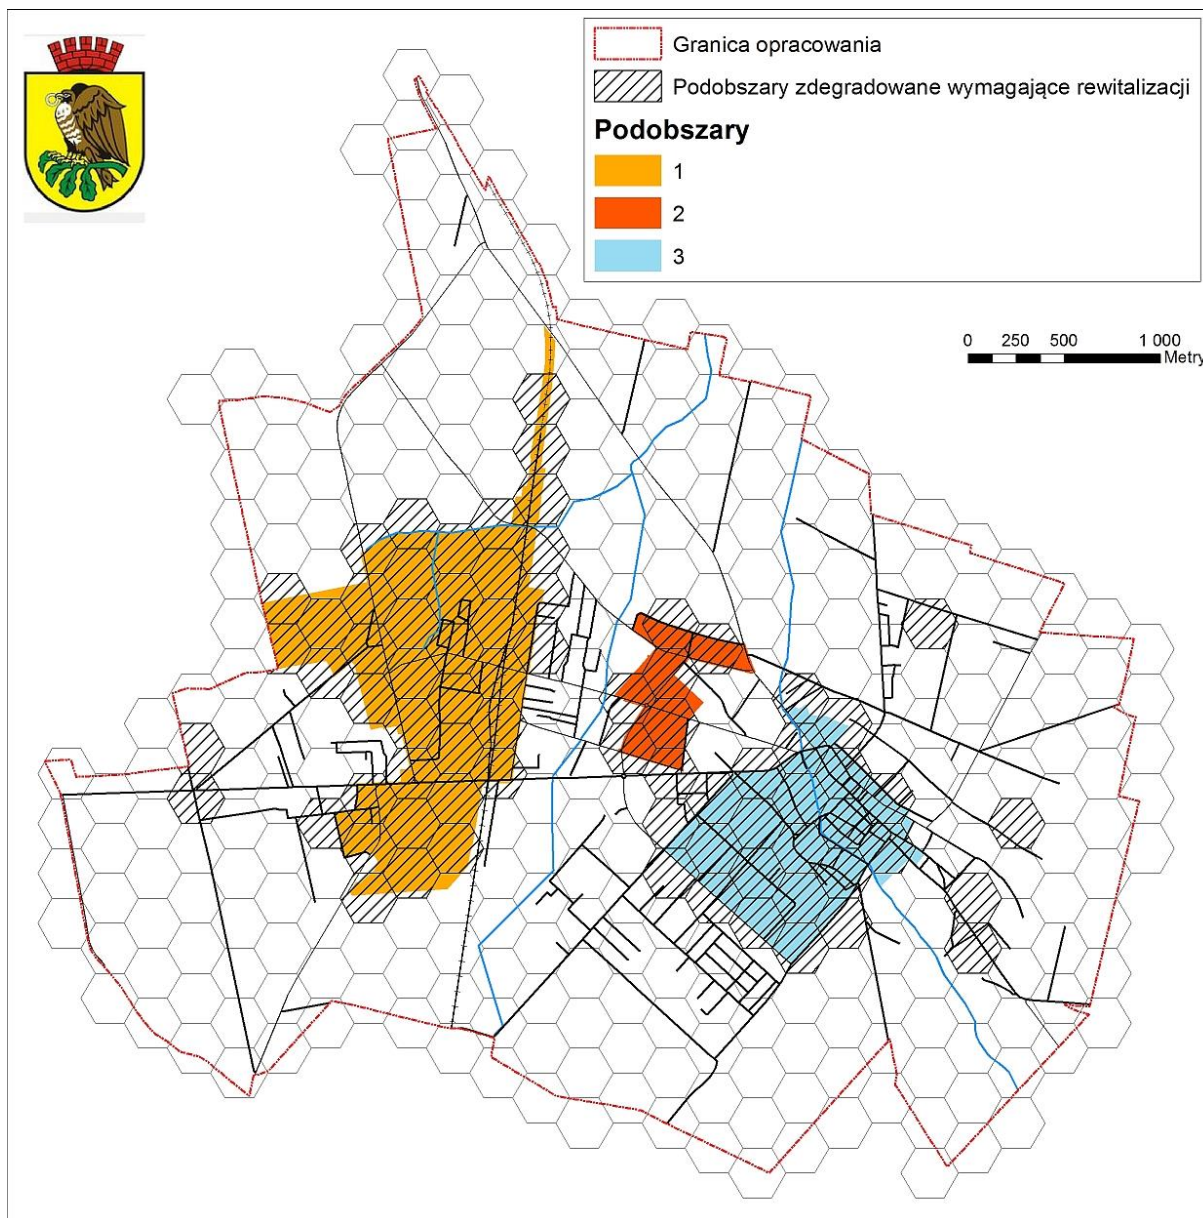 Granica opracowania
Podobszary zdegradowane wymagające rewitalizacji
Podobszary
1
2
3
0 250 500 1 000
Metry